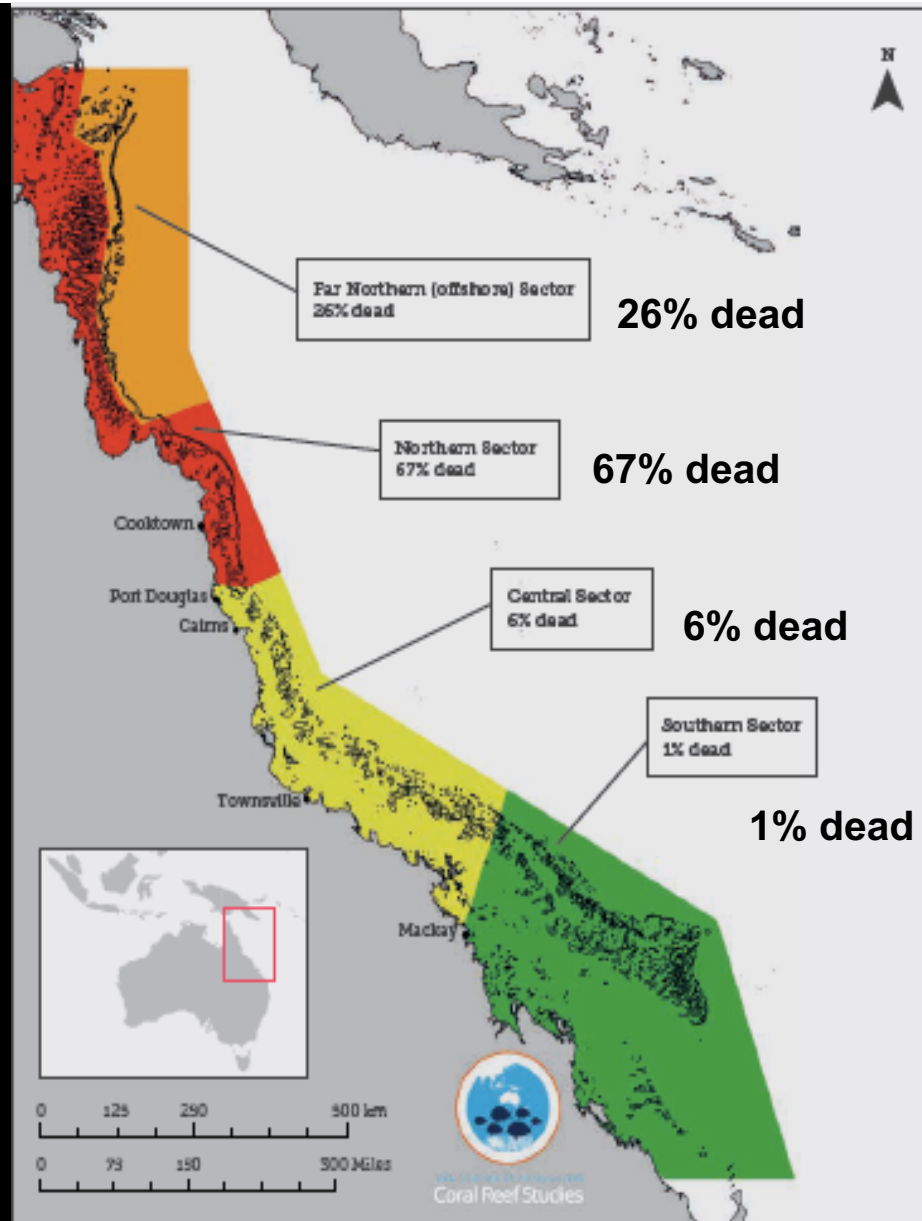 N
Far Northern (offshore) Sector
26% dead
26% dead
Northern Sector
67% dead
67% dead
Cooktown
Port Douglas
Cairns
Central Sector
6% dead
6% dead
Southern Sector
1% dead
1% dead
Townsville
Mackay
0 125 250 500 km
0 75 150 300 Miles
Coral Reef Studies